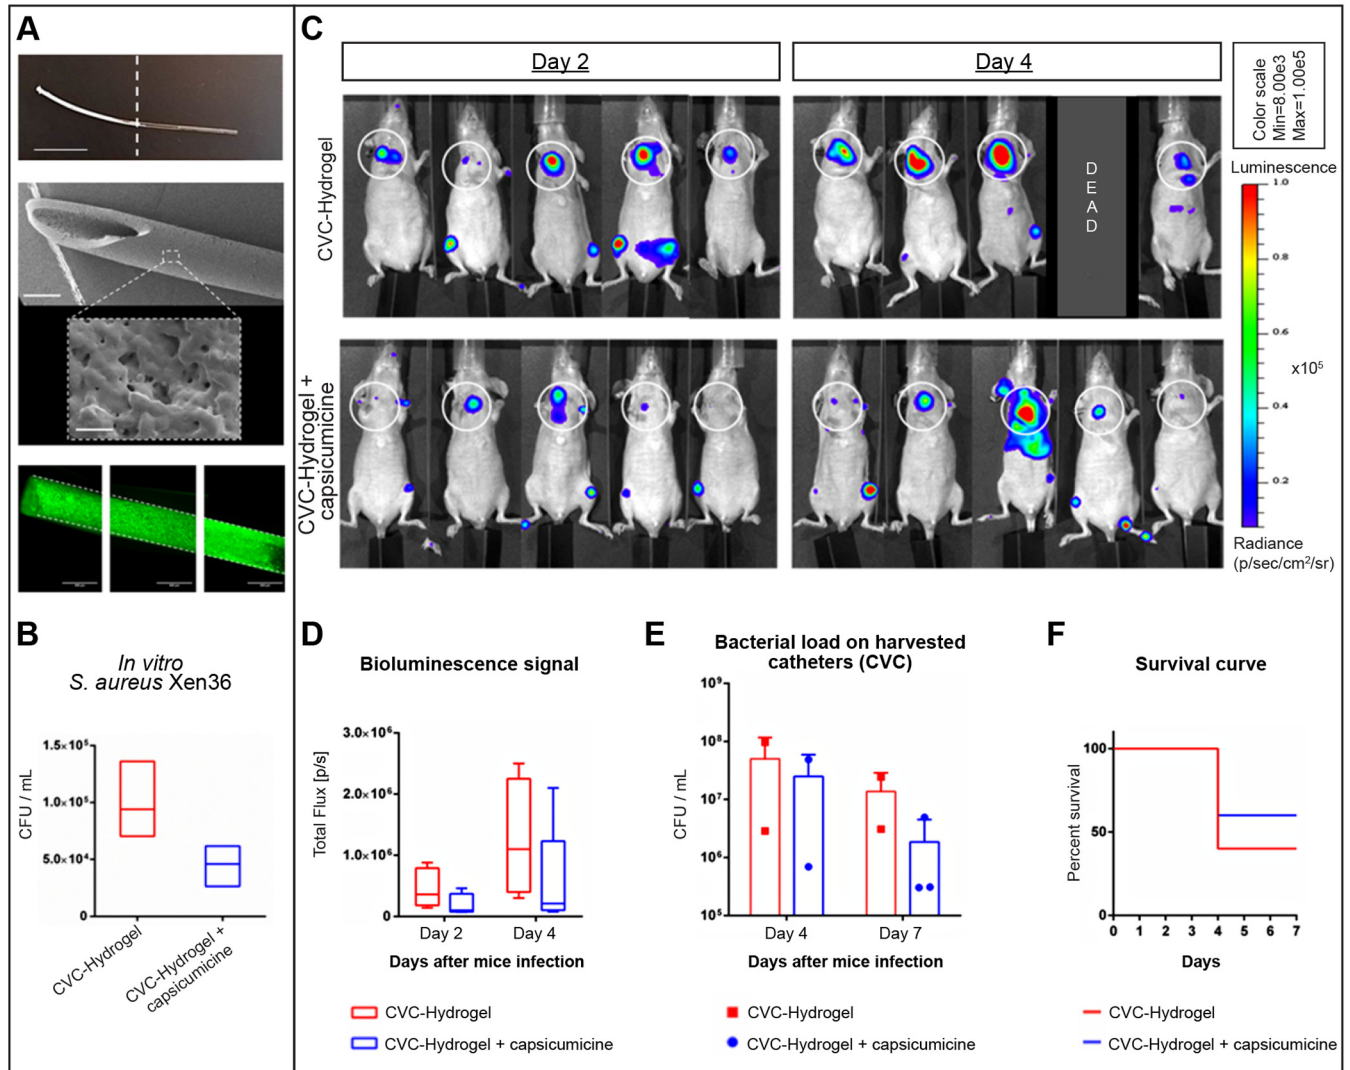 A
C
Day 2
Day 4
Color scale
Min=8.00e3
Max=1.00e5
CVC-Hydrogel
DEAD
CVC-Hydrogel +
capsicumicine
Luminescence
1.0
0.8
0.6
0.4
0.2
x10⁵
Radiance
(p/sec/cm²/sr)
B
In vitro
S. aureus Xen36
CFU / mL
1.5×10⁵
1.0×10⁵
5.0×10⁴
0
CVC-Hydrogel
CVC-Hydrogel +
capsicumicine
D
Bioluminescence signal
Total Flux [p/s]
3.0×10⁶
2.0×10⁶
1.0×10⁶
0
Day 2 Day 4
Days after mice infection
CVC-Hydrogel
CVC-Hydrogel + capsicumicine
E
Bacterial load on harvested
catheters (CVC)
CFU / mL
10⁹
10⁸
10⁷
10⁶
10⁵
Day 4 Day 7
Days after mice infection
CVC-Hydrogel
CVC-Hydrogel + capsicumicine
F
Survival curve
Percent survival
100
50
0
0 1 2 3 4 5 6 7
Days
CVC-Hydrogel
CVC-Hydrogel + capsicumicine